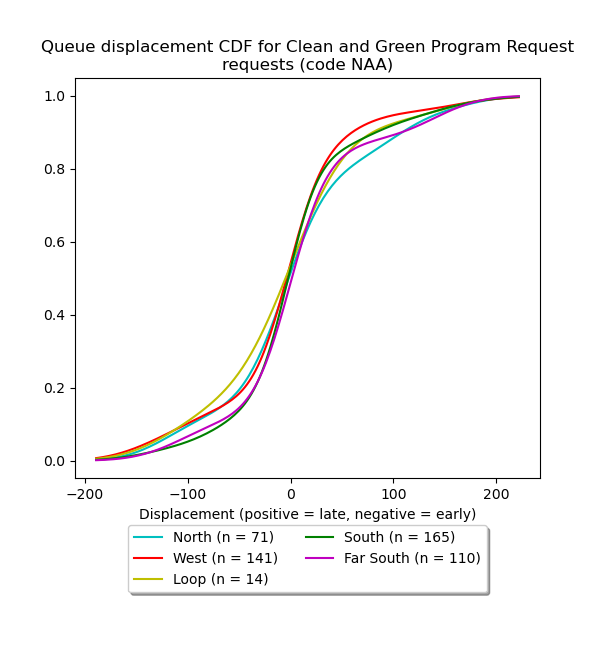 Queue displacement CDF for Clean and Green Program Request
requests (code NAA)
1.0
0.8
0.6
0.4
0.2
0.0
−200 −100 0 100 200
Displacement (positive = late, negative = early)
North (n = 71) South (n = 165)
West (n = 141) Far South (n = 110)
Loop (n = 14)